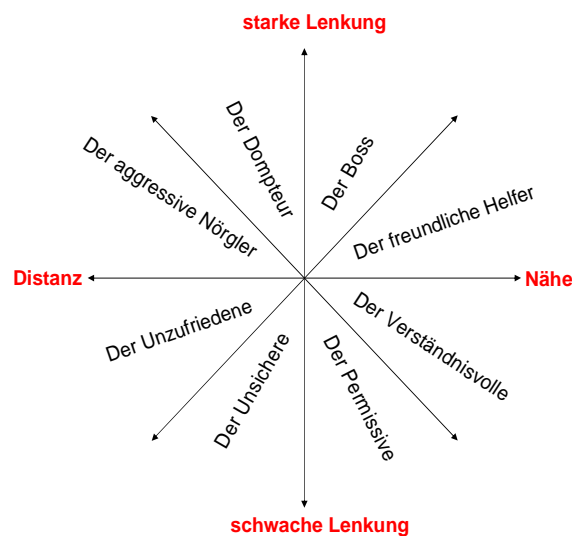 starke Lenkung
Der Dompteur
Der Boss
Der aggressive Nörgler
Der freundliche Helfer
Distanz
Nähe
Der Unzufriedene
Der Verständnisvolle
Der Unsichere
Der Permissive
schwache Lenkung